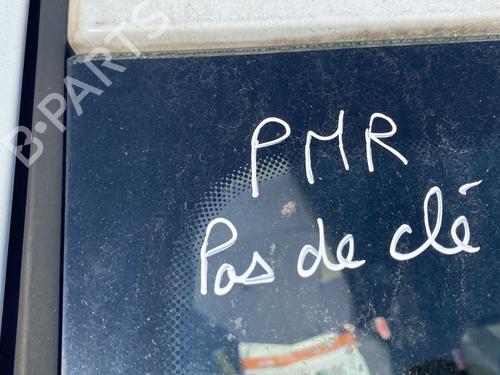 B-PARTS
PMR
Pas de clé